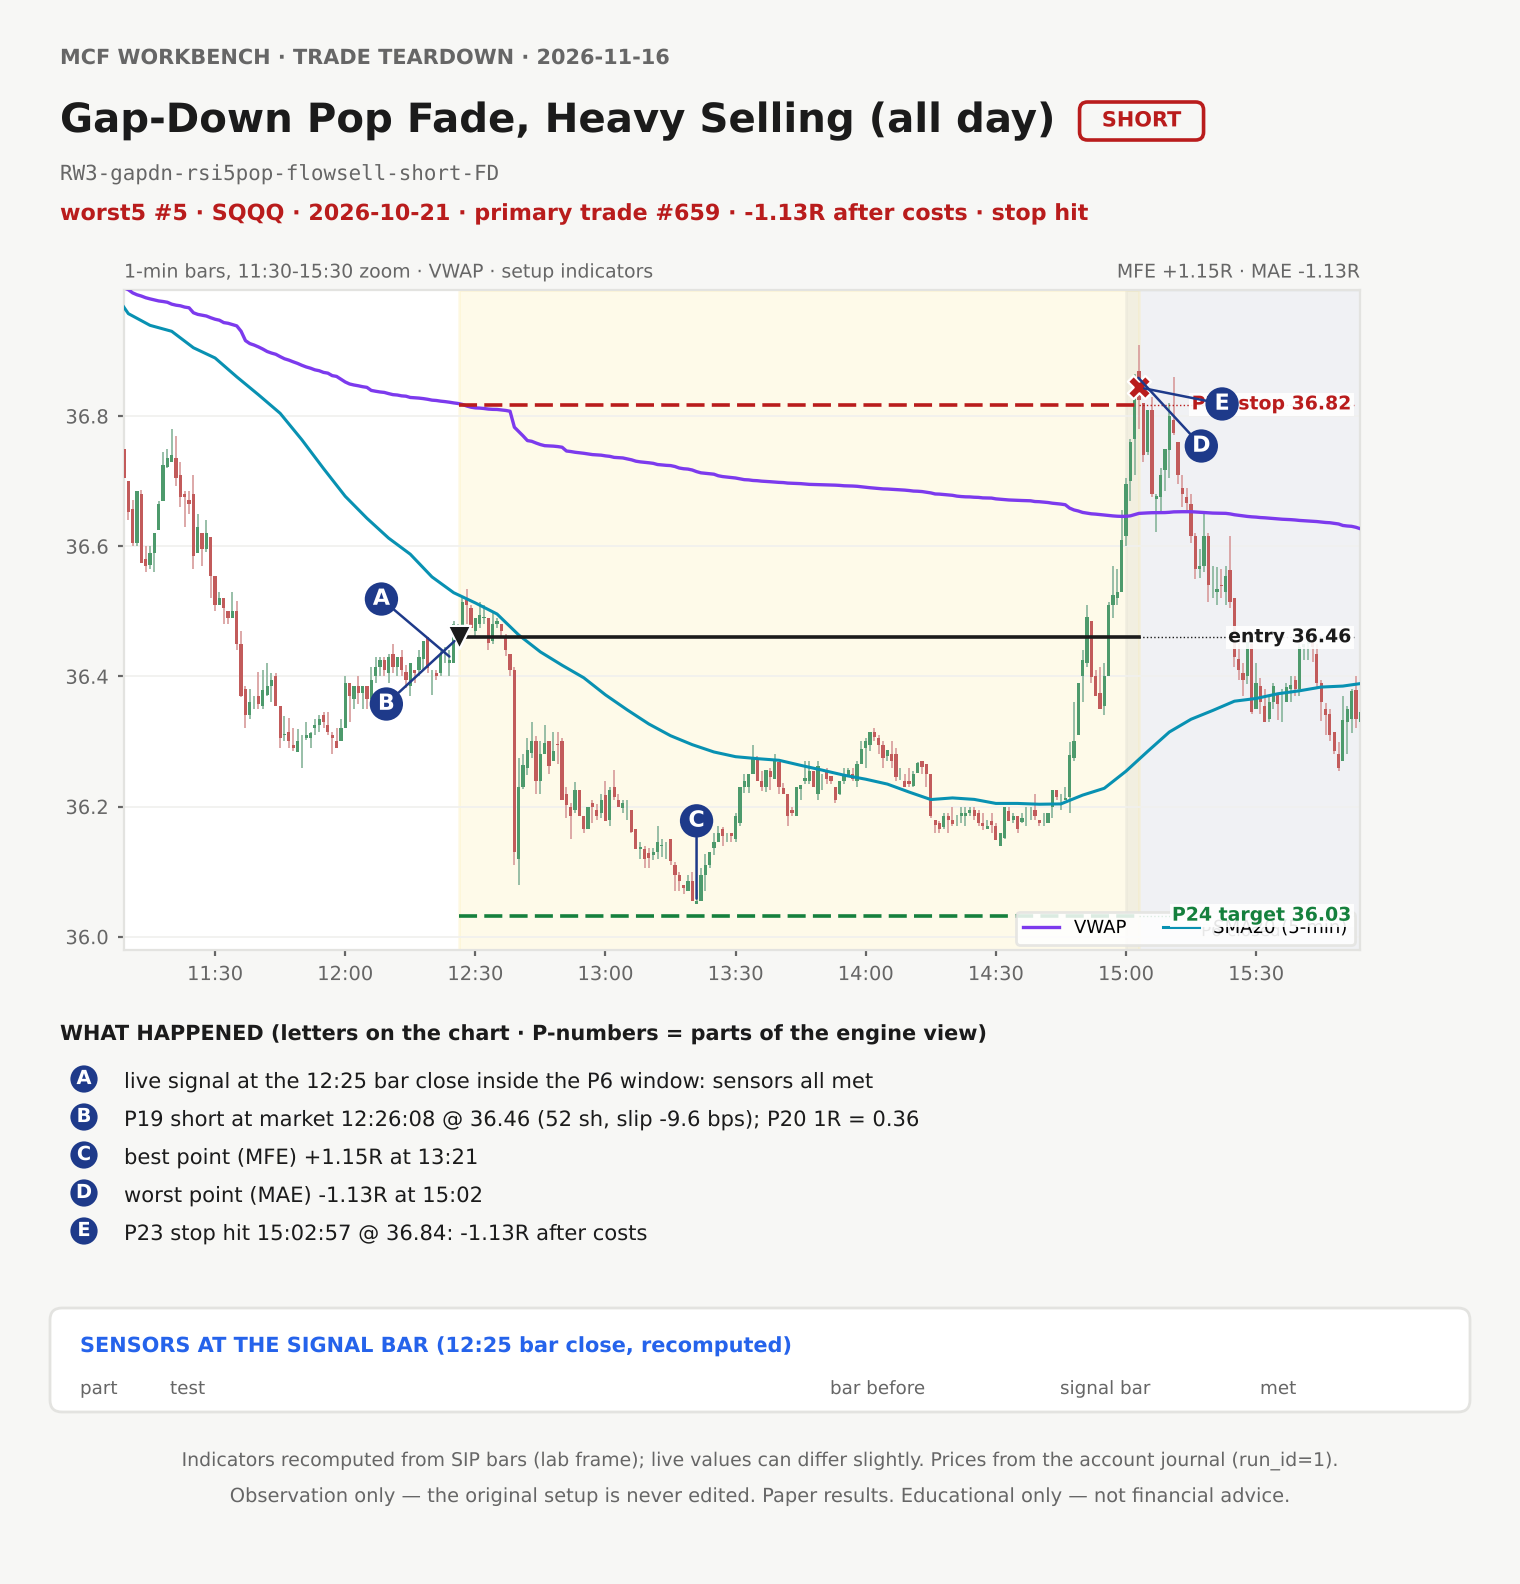 MCF WORKBENCH · TRADE TEARDOWN · 2026-11-16
Gap-Down Pop Fade, Heavy Selling (all day) SHORT
RW3-gapdn-rsi5pop-flowsell-short-FD
worst5 #5 · SQQQ · 2026-10-21 · primary trade #659 · -1.13R after costs · stop hit
1-min bars, 11:30-15:30 zoom · VWAP · setup indicators
MFE +1.15R · MAE -1.13R
36.8
36.6
36.4
36.2
36.0
stop 36.82
E
D
A
B
entry 36.46
C
P24 target 36.03
VWAP
SMA20 (5-min)
11:30 12:00 12:30 13:00 13:30 14:00 14:30 15:00 15:30
WHAT HAPPENED (letters on the chart · P-numbers = parts of the engine view)
A live signal at the 12:25 bar close inside the P6 window: sensors all met
B P19 short at market 12:26:08 @ 36.46 (52 sh, slip -9.6 bps); P20 1R = 0.36
C best point (MFE) +1.15R at 13:21
D worst point (MAE) -1.13R at 15:02
E P23 stop hit 15:02:57 @ 36.84: -1.13R after costs
SENSORS AT THE SIGNAL BAR (12:25 bar close, recomputed)
part test bar before signal bar met
Indicators recomputed from SIP bars (lab frame); live values can differ slightly. Prices from the account journal (run_id=1).
Observation only — the original setup is never edited. Paper results. Educational only — not financial advice.